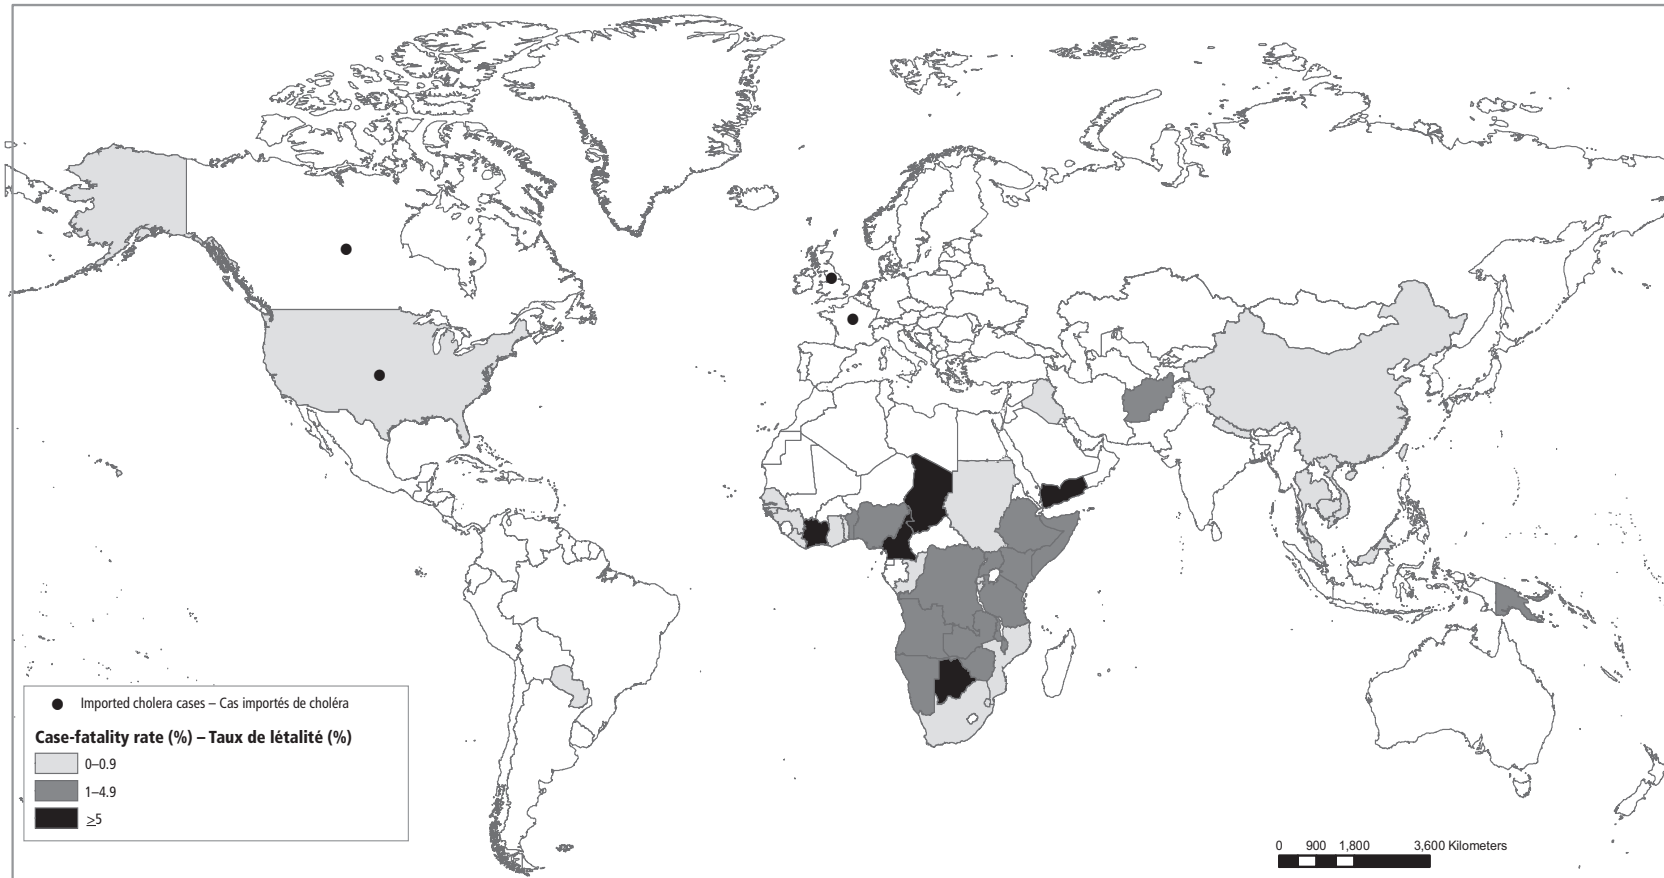 Imported cholera cases – Cas importés de choléra
Case-fatality rate (%) – Taux de létalité (%)
0–0.9
1–4.9
≥5
0 900 1,800 3,600 Kilometers